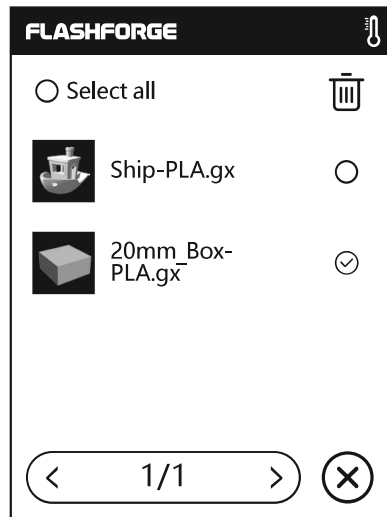 FLASHFORGE
Select all
Ship-PLA.gx
20mm_Box-
PLA.gx
1/1